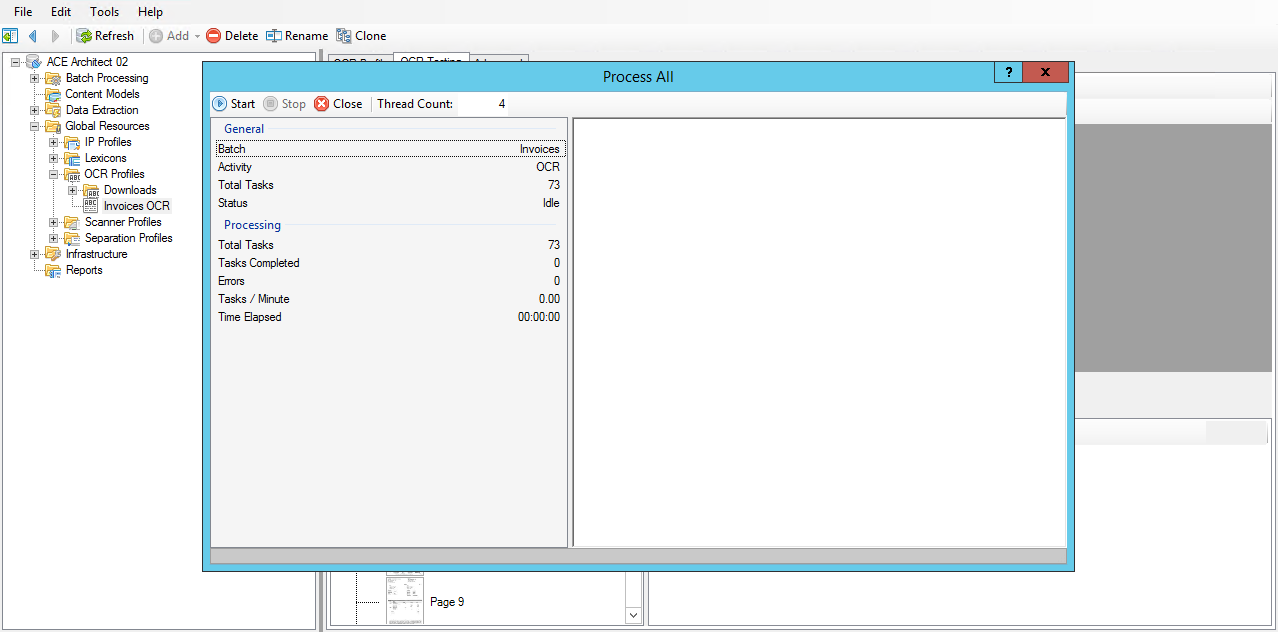 File Edit Tools Help
Refresh Add Delete Rename Clone
ACE Architect 02
Batch Processing
Content Models
Data Extraction
Global Resources
IP Profiles
Lexicons
OCR Profiles
Downloads
Invoices OCR
Scanner Profiles
Separation Profiles
Infrastructure
Reports
OCR Testing
Process All
? x
Start Stop Close Thread Count: 4
General
Batch Invoices
Activity OCR
Total Tasks 73
Status Idle
Processing
Total Tasks 73
Tasks Completed 0
Errors 0
Tasks / Minute 0.00
Time Elapsed 00:00:00
Page 9